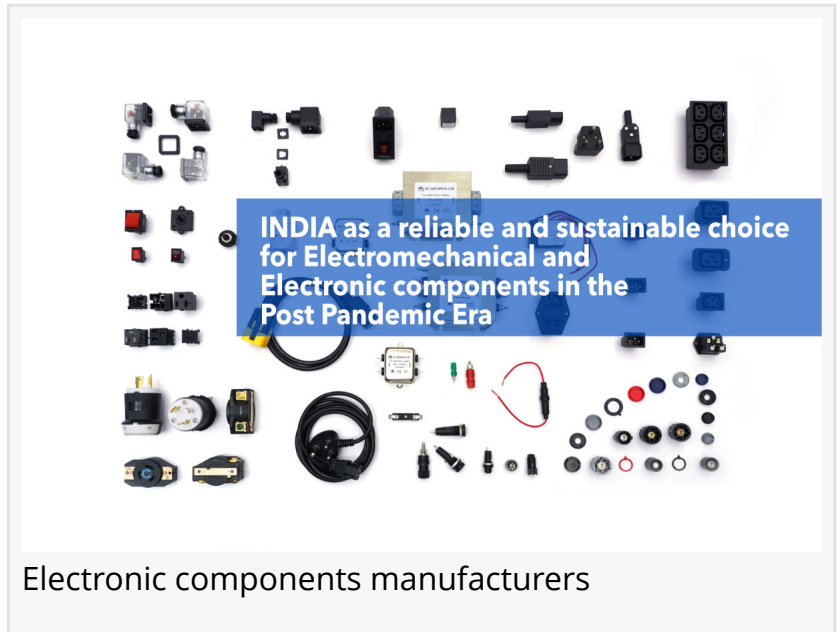 INDIA as a reliable and sustainable choice
for Electromechanical and
Electronic components in the
Post Pandemic Era
Electronic components manufacturers